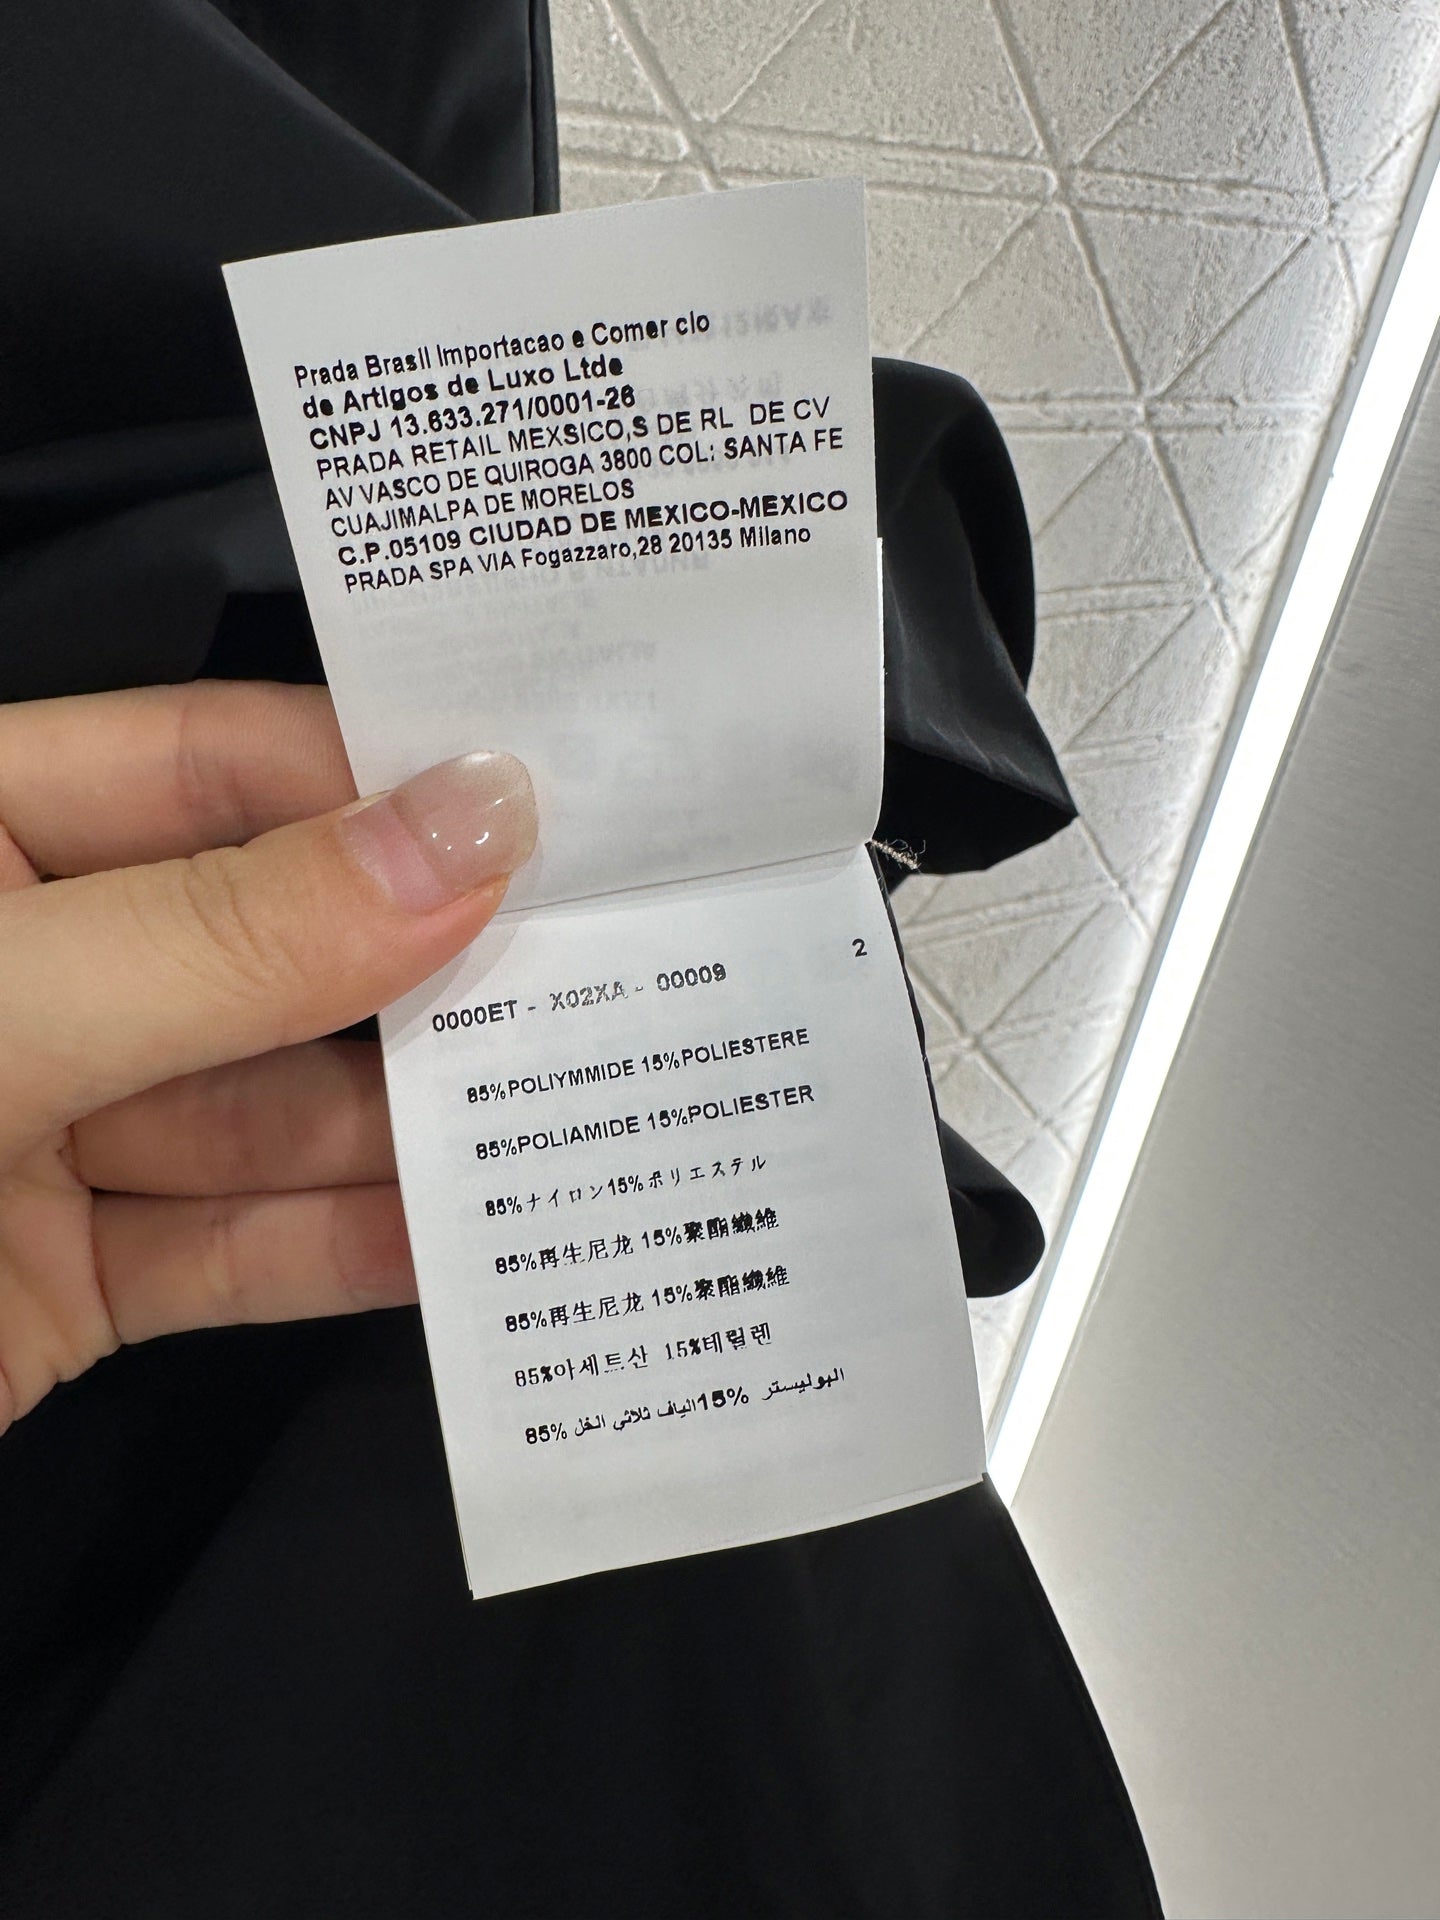 Prada Brasil Importacao e Comer cio
de Artigos de Luxo Ltde
CNPJ 13.633.271/0001-26
PRADA RETAIL MEXSICO,S DE RL DE CV
AV VASCO DE QUIROGA 3800 COL: SANTA FE
CUAJIMALPA DE MORELOS
C.P.05109 CIUDAD DE MEXICO-MEXICO
PRADA SPA VIA Fogazzaro,28 20135 Milano
2
0000ET - X02XA - 00009
85%POLIYMMIDE 15%POLIESTERE
85%POLIAMIDE 15%POLIESTER
85%ナイロン15%ポリエステル
85%再生尼龙 15%聚酯纖維
85%再生尼龙 15%聚酯纖維
85%아세트산 15%테릴렌
85% الياف ثلاثي الخل 15% البوليستر